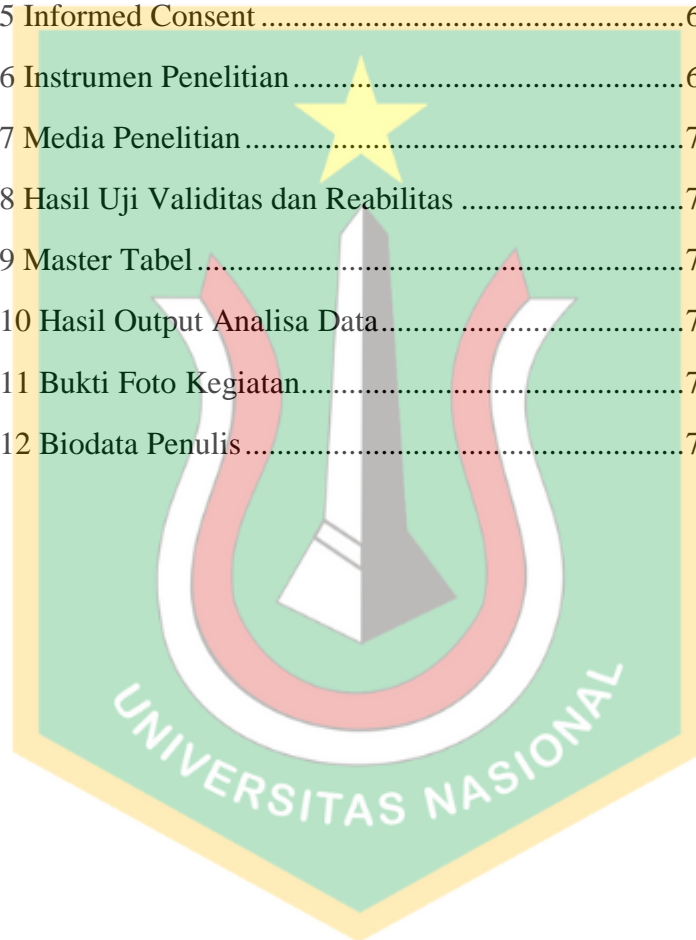 5 Informed Consent ........................................................ 6
6 Instrumen Penelitian .................................................... 6
7 Media Penelitian .......................................................... 7
8 Hasil Uji Validitas dan Reabilitas ............................ 7
9 Master Tabel ................................................................ 7
10 Hasil Output Analisa Data ....................................... 7
11 Bukti Foto Kegiatan ................................................. 7
12 Biodata Penulis ........................................................ 7
UNIVERSITAS NASIONAL